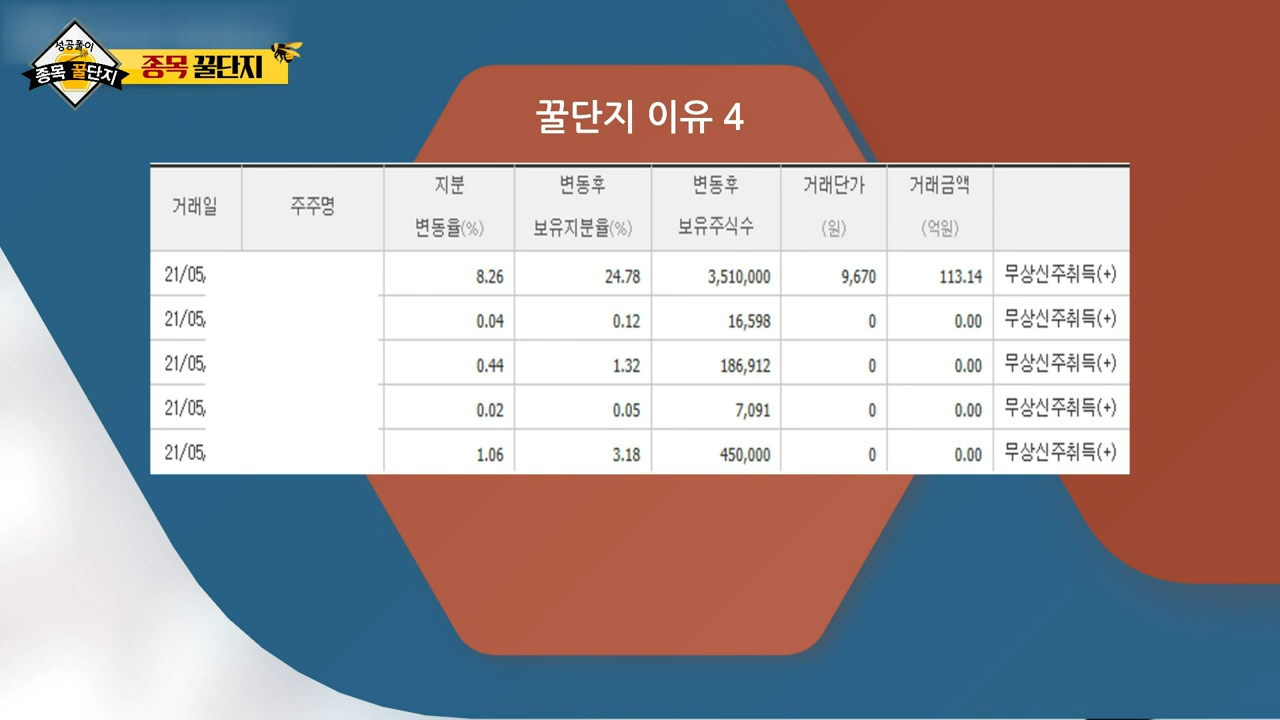 성공풀이
종목 꿀단지
종목 꿀단지
꿀단지 이유 4
거래일 주주명 지분 변동율(%) 변동후 보유지분율(%) 변동후 보유주식수 거래단가 (원) 거래금액 (억원)
21/05, 8.26 24.78 3,510,000 9,670 113.14 무상신주취득(+)
21/05, 0.04 0.12 16,598 0 0.00 무상신주취득(+)
21/05, 0.44 1.32 186,912 0 0.00 무상신주취득(+)
21/05, 0.02 0.05 7,091 0 0.00 무상신주취득(+)
21/05, 1.06 3.18 450,000 0 0.00 무상신주취득(+)